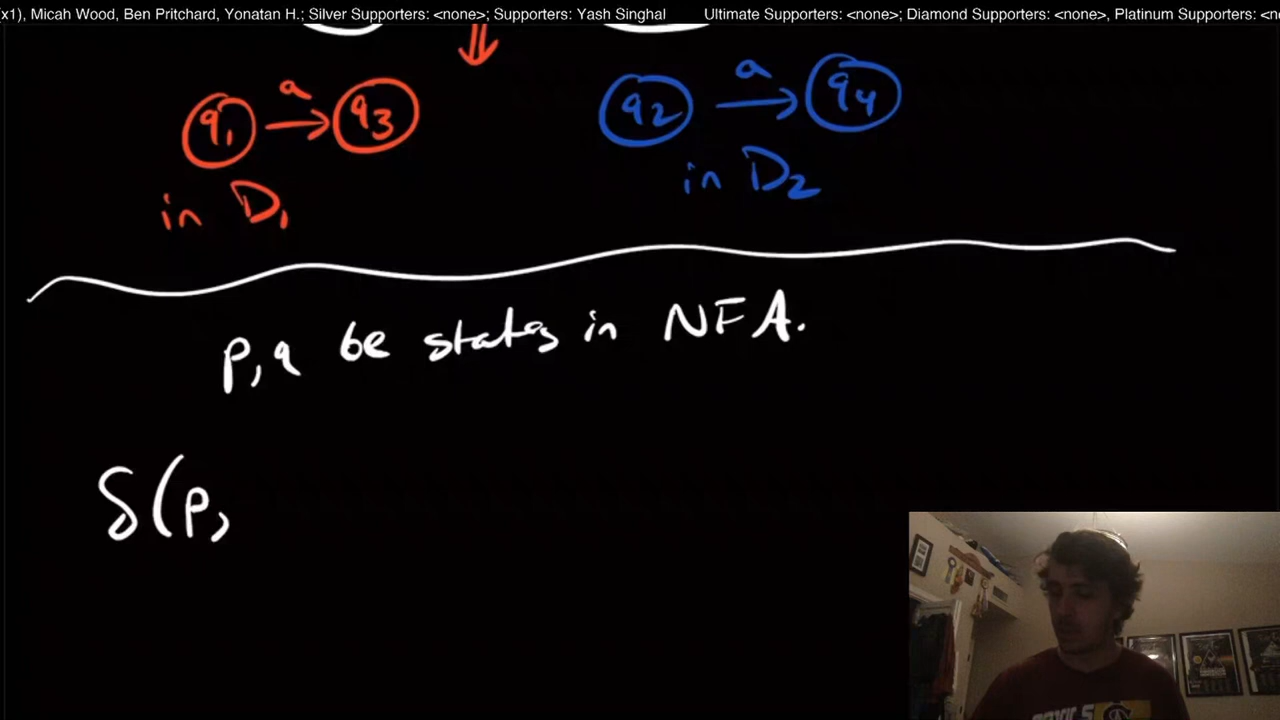 x1), Micah Wood, Ben Pritchard, Yonatan H.; Silver Supporters: <none>; Supporters: Yash Singhal Ultimate Supporters: <none>; Diamond Supporters: <none>, Platinum Supporters: <n
a a
q1 → q3 q2 → q4
in D1 in D2
p, q be states in NFA.
δ(p,